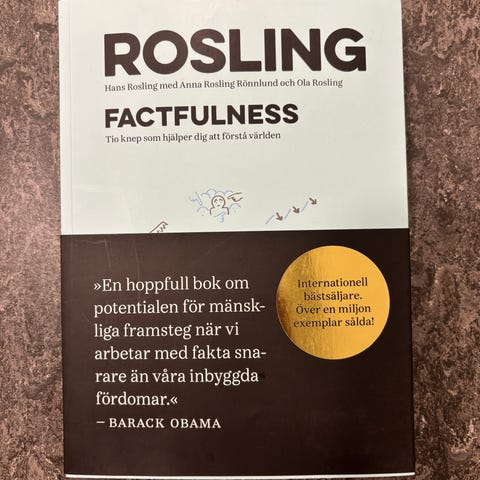 ROSLING
Hans Rosling med Anna Rosling Rönnlund och Ola Rosling
FACTFULNESS
Tio knep som hjälper dig att förstå världen
»En hoppfull bok om
potentialen för mänsk-
liga framsteg när vi
arbetar med fakta sna-
rare än våra inbyggda
fördomar.«
– BARACK OBAMA
Internationell
bästsäljare.
Över en miljon
exemplar sålda!